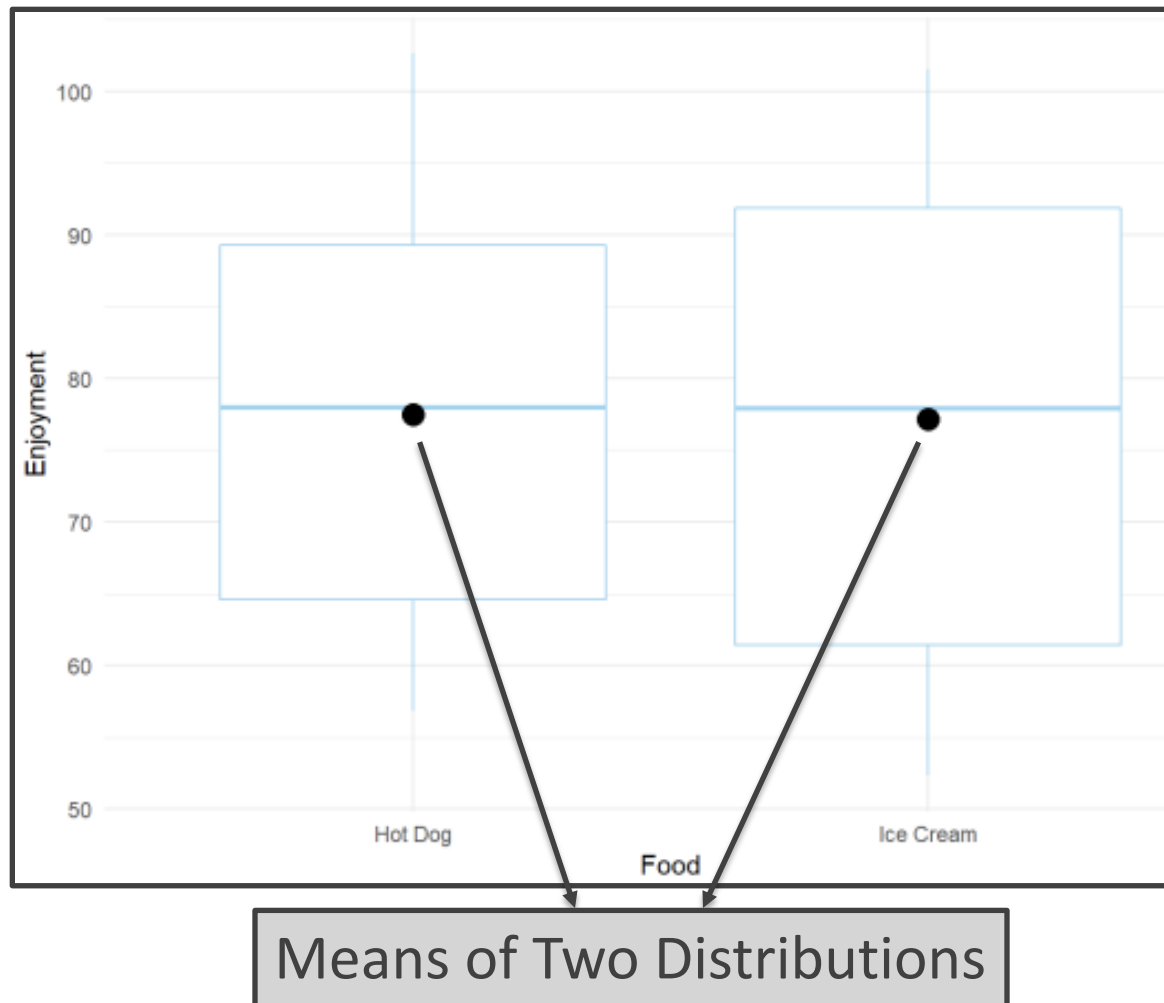 100
90
80
70
60
50
Enjoyment
Hot Dog
Ice Cream
Food
Means of Two Distributions